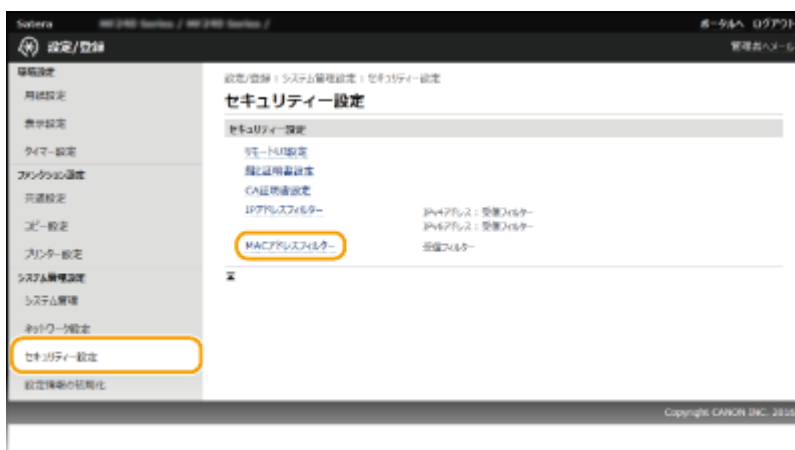 Satera
ポータルへ ログアウト
設定/登録
管理者へメール
環境設定
用紙設定
表示設定
タイマー設定
ファンクション設定
共通設定
コピー設定
プリンター設定
システム管理設定
システム管理
ネットワーク設定
セキュリティー設定
設定情報の初期化
設定/登録 : システム管理設定 : セキュリティー設定
セキュリティー設定
セキュリティー設定
リモートUI設定
鍵と証明書設定
CA証明書設定
IPアドレスフィルター
IPv4アドレス : 受信フィルター
IPv6アドレス : 受信フィルター
MACアドレスフィルター
受信フィルター
Copyright CANON INC. 2016